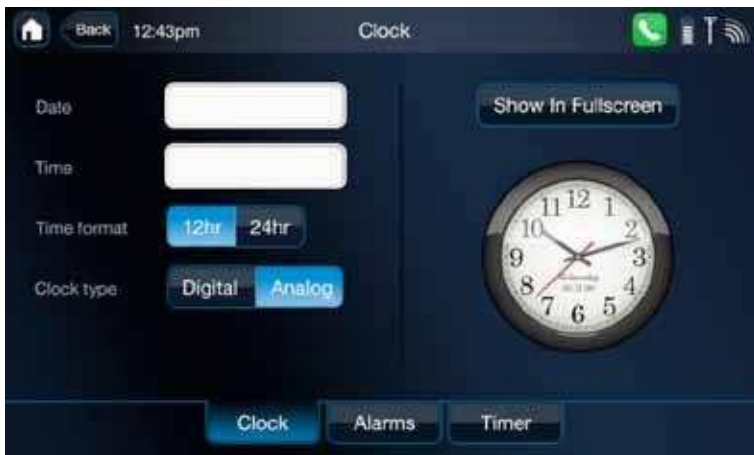 Back 12:43pm Clock
Date
Show In Fullscreen
Time
Time format 12hr 24hr
Clock type Digital Analog
11 12 1
10 2
9 3
8 4
7 6 5
Clock Alarms Timer